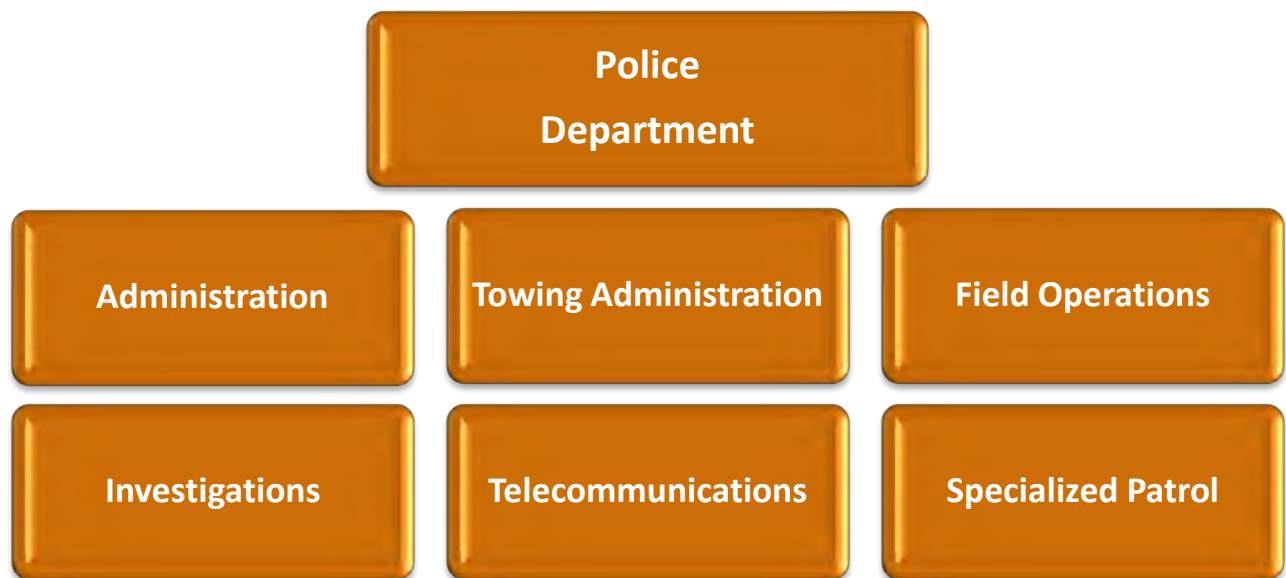 Police
Department
Administration
Towing Administration
Field Operations
Investigations
Telecommunications
Specialized Patrol